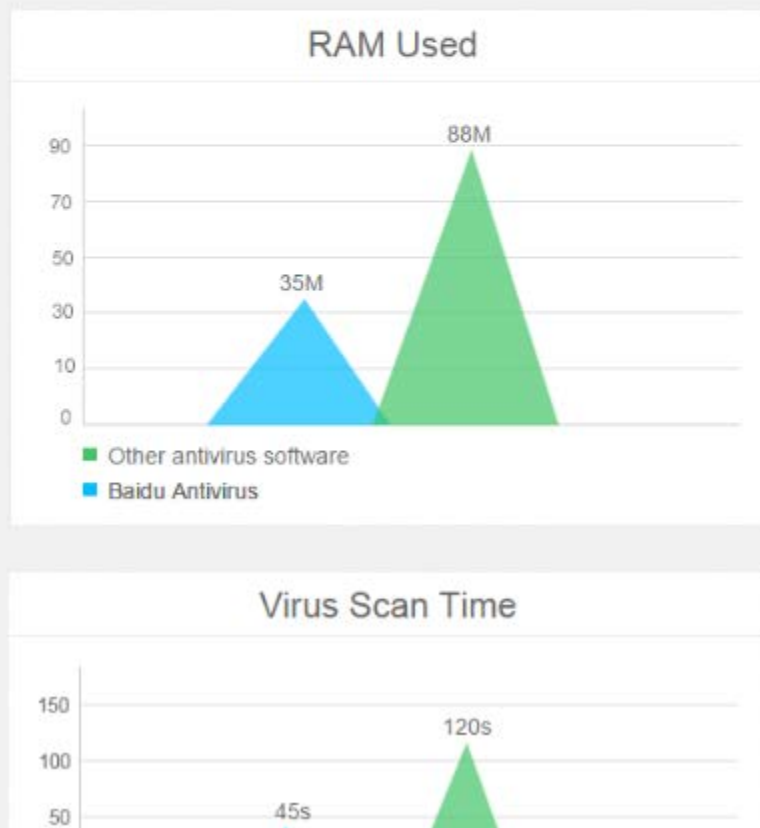 RAM Used
90
88M
70
50
35M
30
10
0
Other antivirus software
Baidu Antivirus
Virus Scan Time
150
120s
100
45s
50